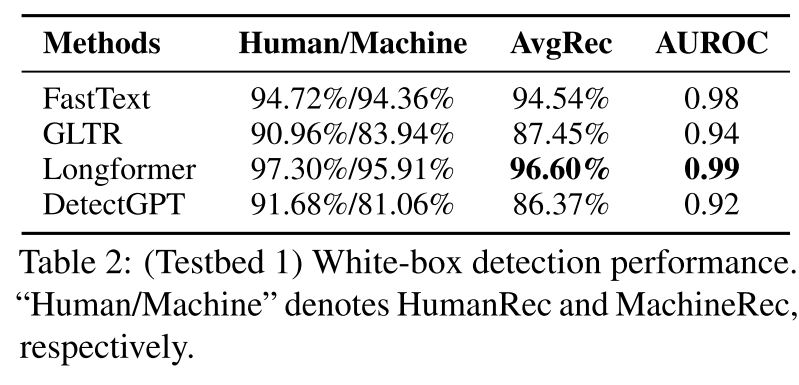 Methods Human/Machine AvgRec AUROC
FastText 94.72%/94.36% 94.54% 0.98
GLTR 90.96%/83.94% 87.45% 0.94
Longformer 97.30%/95.91% 96.60% 0.99
DetectGPT 91.68%/81.06% 86.37% 0.92
Table 2: (Testbed 1) White-box detection performance.
“Human/Machine” denotes HumanRec and MachineRec,
respectively.